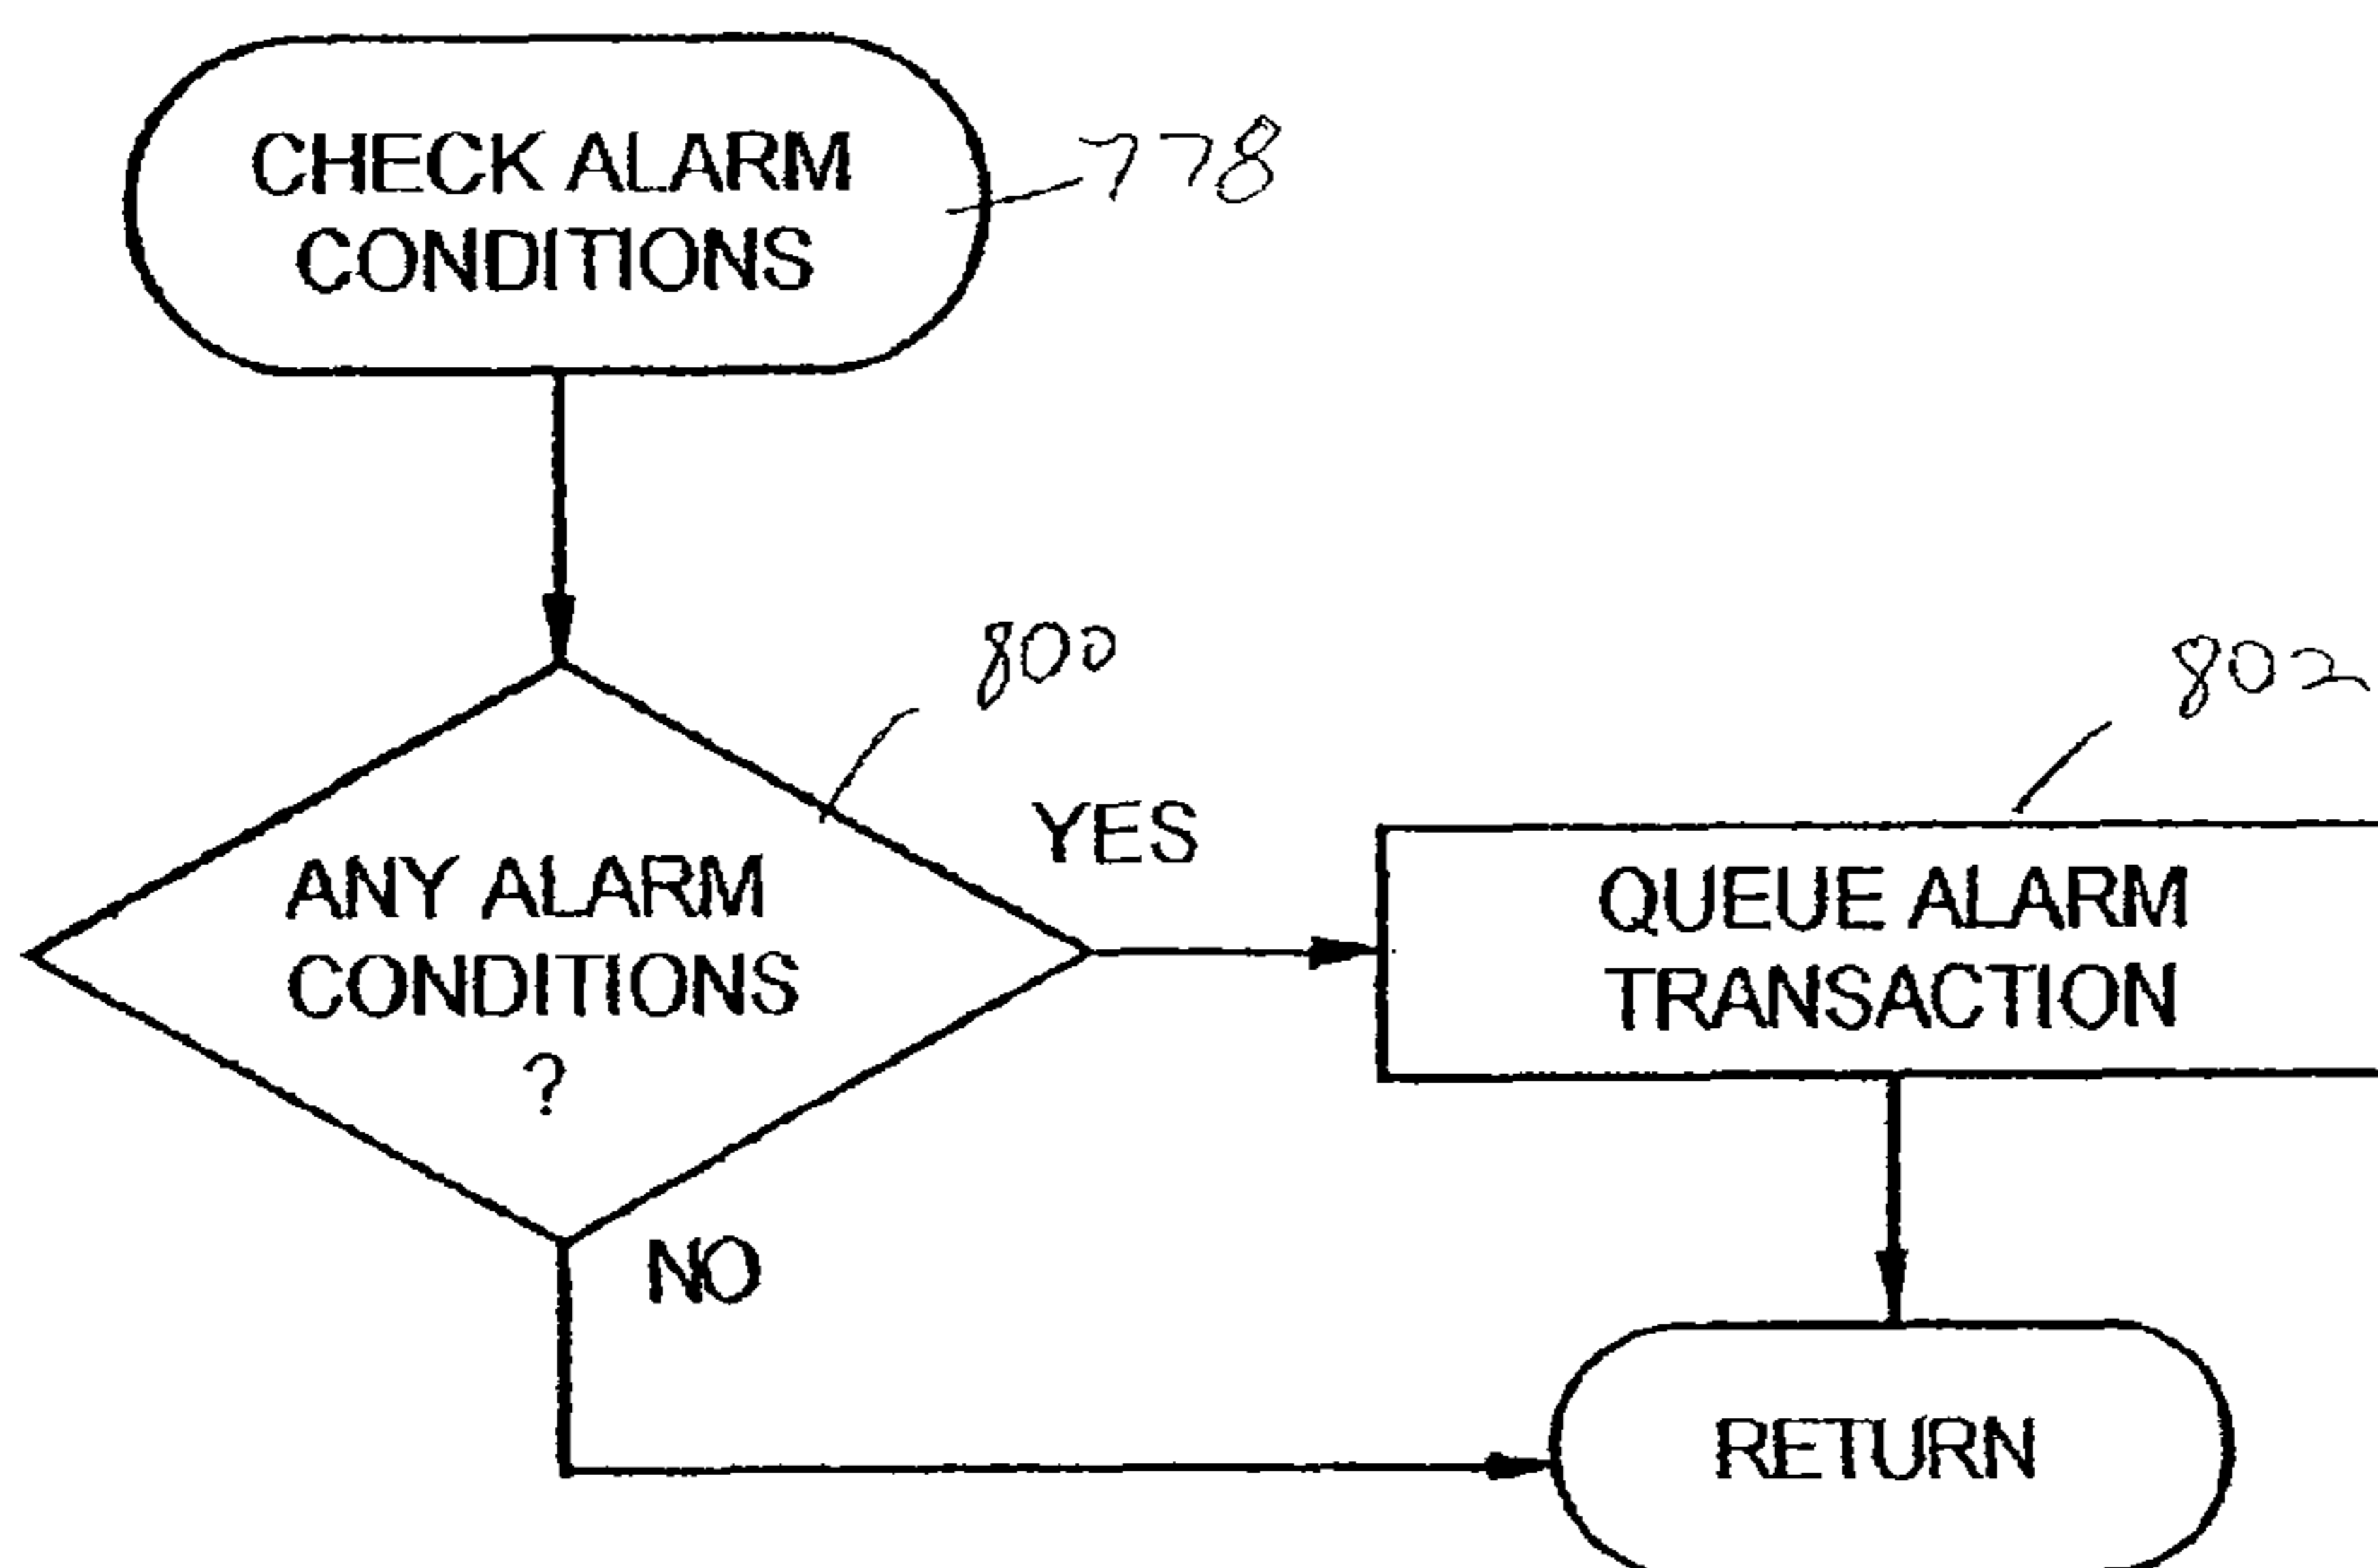 CHECK ALARM
CONDITIONS
778
800
802
YES
ANY ALARM
CONDITIONS
?
QUEUE ALARM
TRANSACTION
NO
RETURN